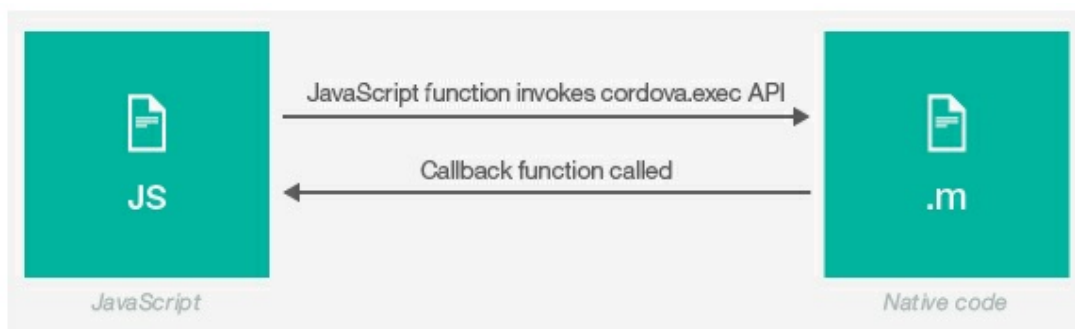 JavaScript function invokes cordova.exec API
Callback function called
JS
.m
JavaScript
Native code